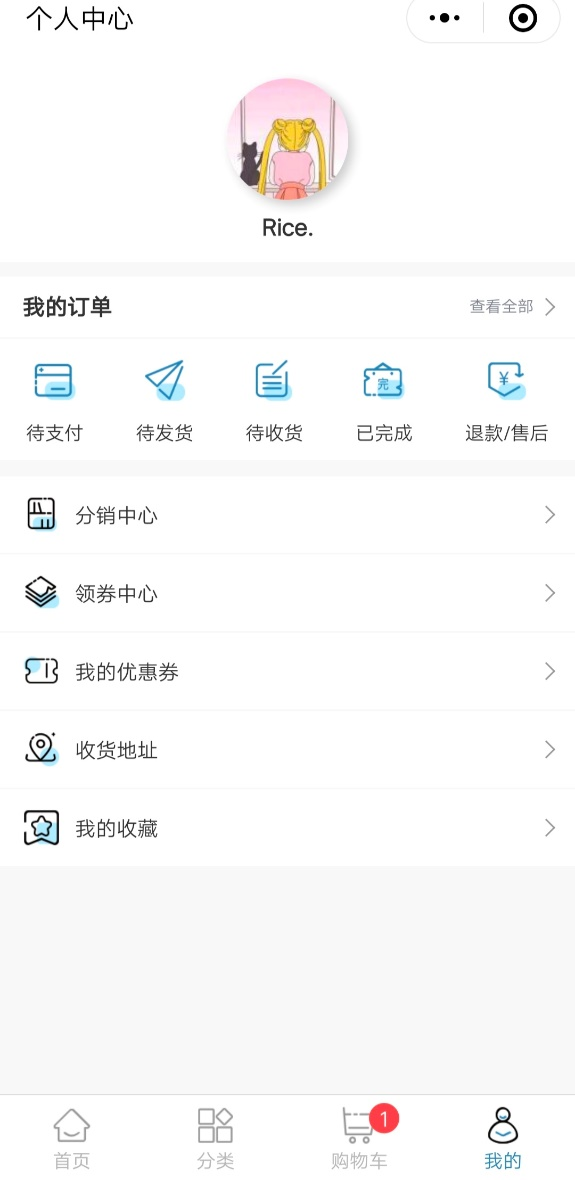 个人中心
Rice.
我的订单 查看全部
待支付 待发货 待收货 已完成 退款/售后
分销中心
领券中心
我的优惠券
收货地址
我的收藏
1
首页 分类 购物车 我的